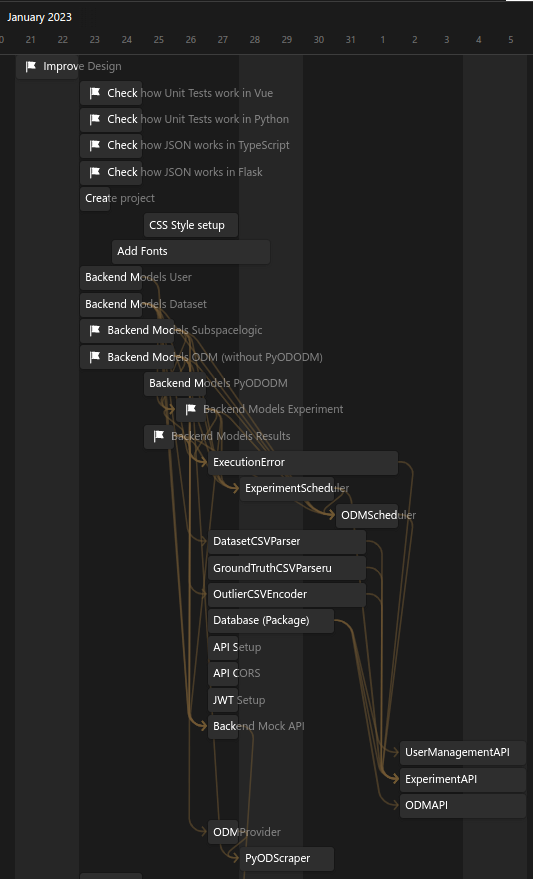 January 2023
0 21 22 23 24 25 26 27 28 29 30 31 1 2 3 4 5
Improve Design
Check how Unit Tests work in Vue
Check how Unit Tests work in Python
Check how JSON works in TypeScript
Check how JSON works in Flask
Create project
CSS Style setup
Add Fonts
Backend Models User
Backend Models Dataset
Backend Models Subspacelogic
Backend Models ODM (without PyODODM)
Backend Models PyODODM
Backend Models Experiment
Backend Models Results
ExecutionError
ExperimentScheduler
ODMScheduler
DatasetCSVParser
GroundTruthCSVParseru
OutlierCSVEncoder
Database (Package)
API Setup
API CORS
JWT Setup
Backend Mock API
UserManagementAPI
ExperimentAPI
ODMAPI
ODMProvider
PyODScraper